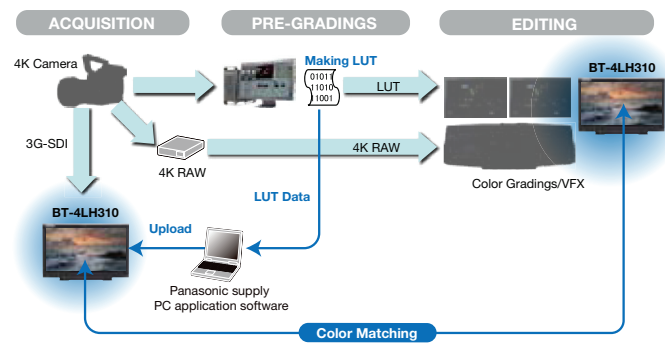 ACQUISITION
PRE-GRADINGS
EDITING
4K Camera
Making LUT
01011
11010
11001
LUT
BT-4LH310
3G-SDI
4K RAW
4K RAW
Color Gradings/VFX
LUT Data
BT-4LH310
Upload
Panasonic supply
PC application software
Color Matching